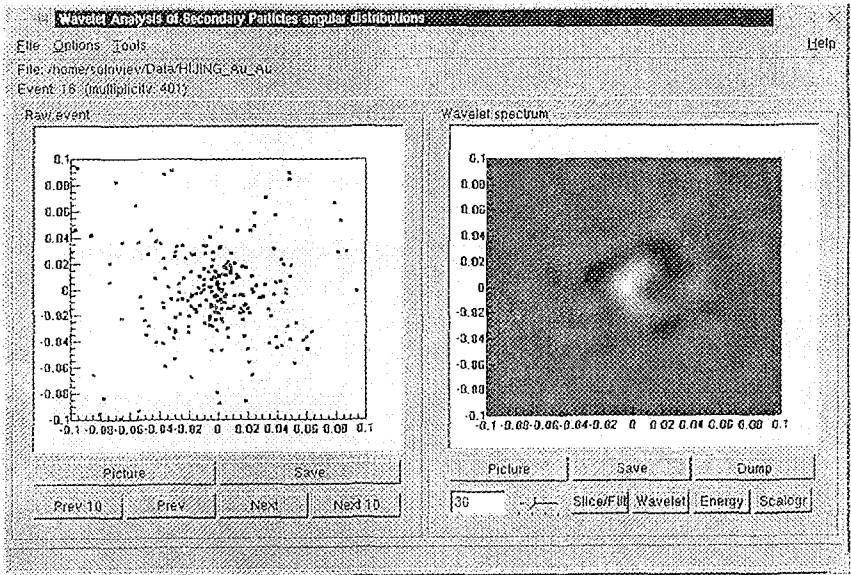 Wavelet Analysis of Secondary Particles angular distributions
File Options Tools Help
File: /home/solnviev/Data/HIJING_Au_Au
Event: 16 (multiplicity: 401)
Raw event
0.1
0.08
0.06
0.04
0.02
0
-0.02
-0.04
-0.06
-0.08
-0.1
-0.1 -0.08 -0.06 -0.04 -0.02 0 0.02 0.04 0.06 0.08 0.1
Picture Save
Prev 10 Prev Next Next 10
Wavelet spectrum
0.1
0.08
0.06
0.04
0.02
0
-0.02
-0.04
-0.06
-0.08
-0.1
-0.1 -0.08 -0.06 -0.04 -0.02 0 0.02 0.04 0.06 0.08 0.1
Picture Save Dump
30 Slice/Filt Wavelet Energy Scalogr